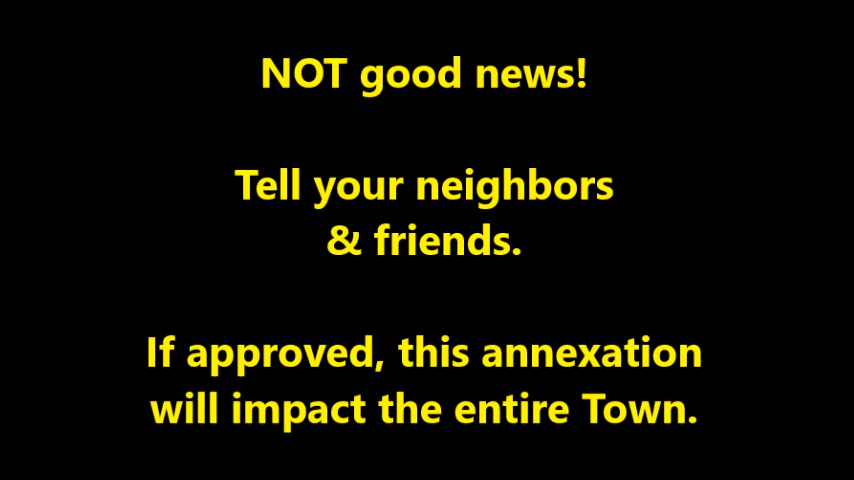 NOT good news!
Tell your neighbors
& friends.
If approved, this annexation
will impact the entire Town.